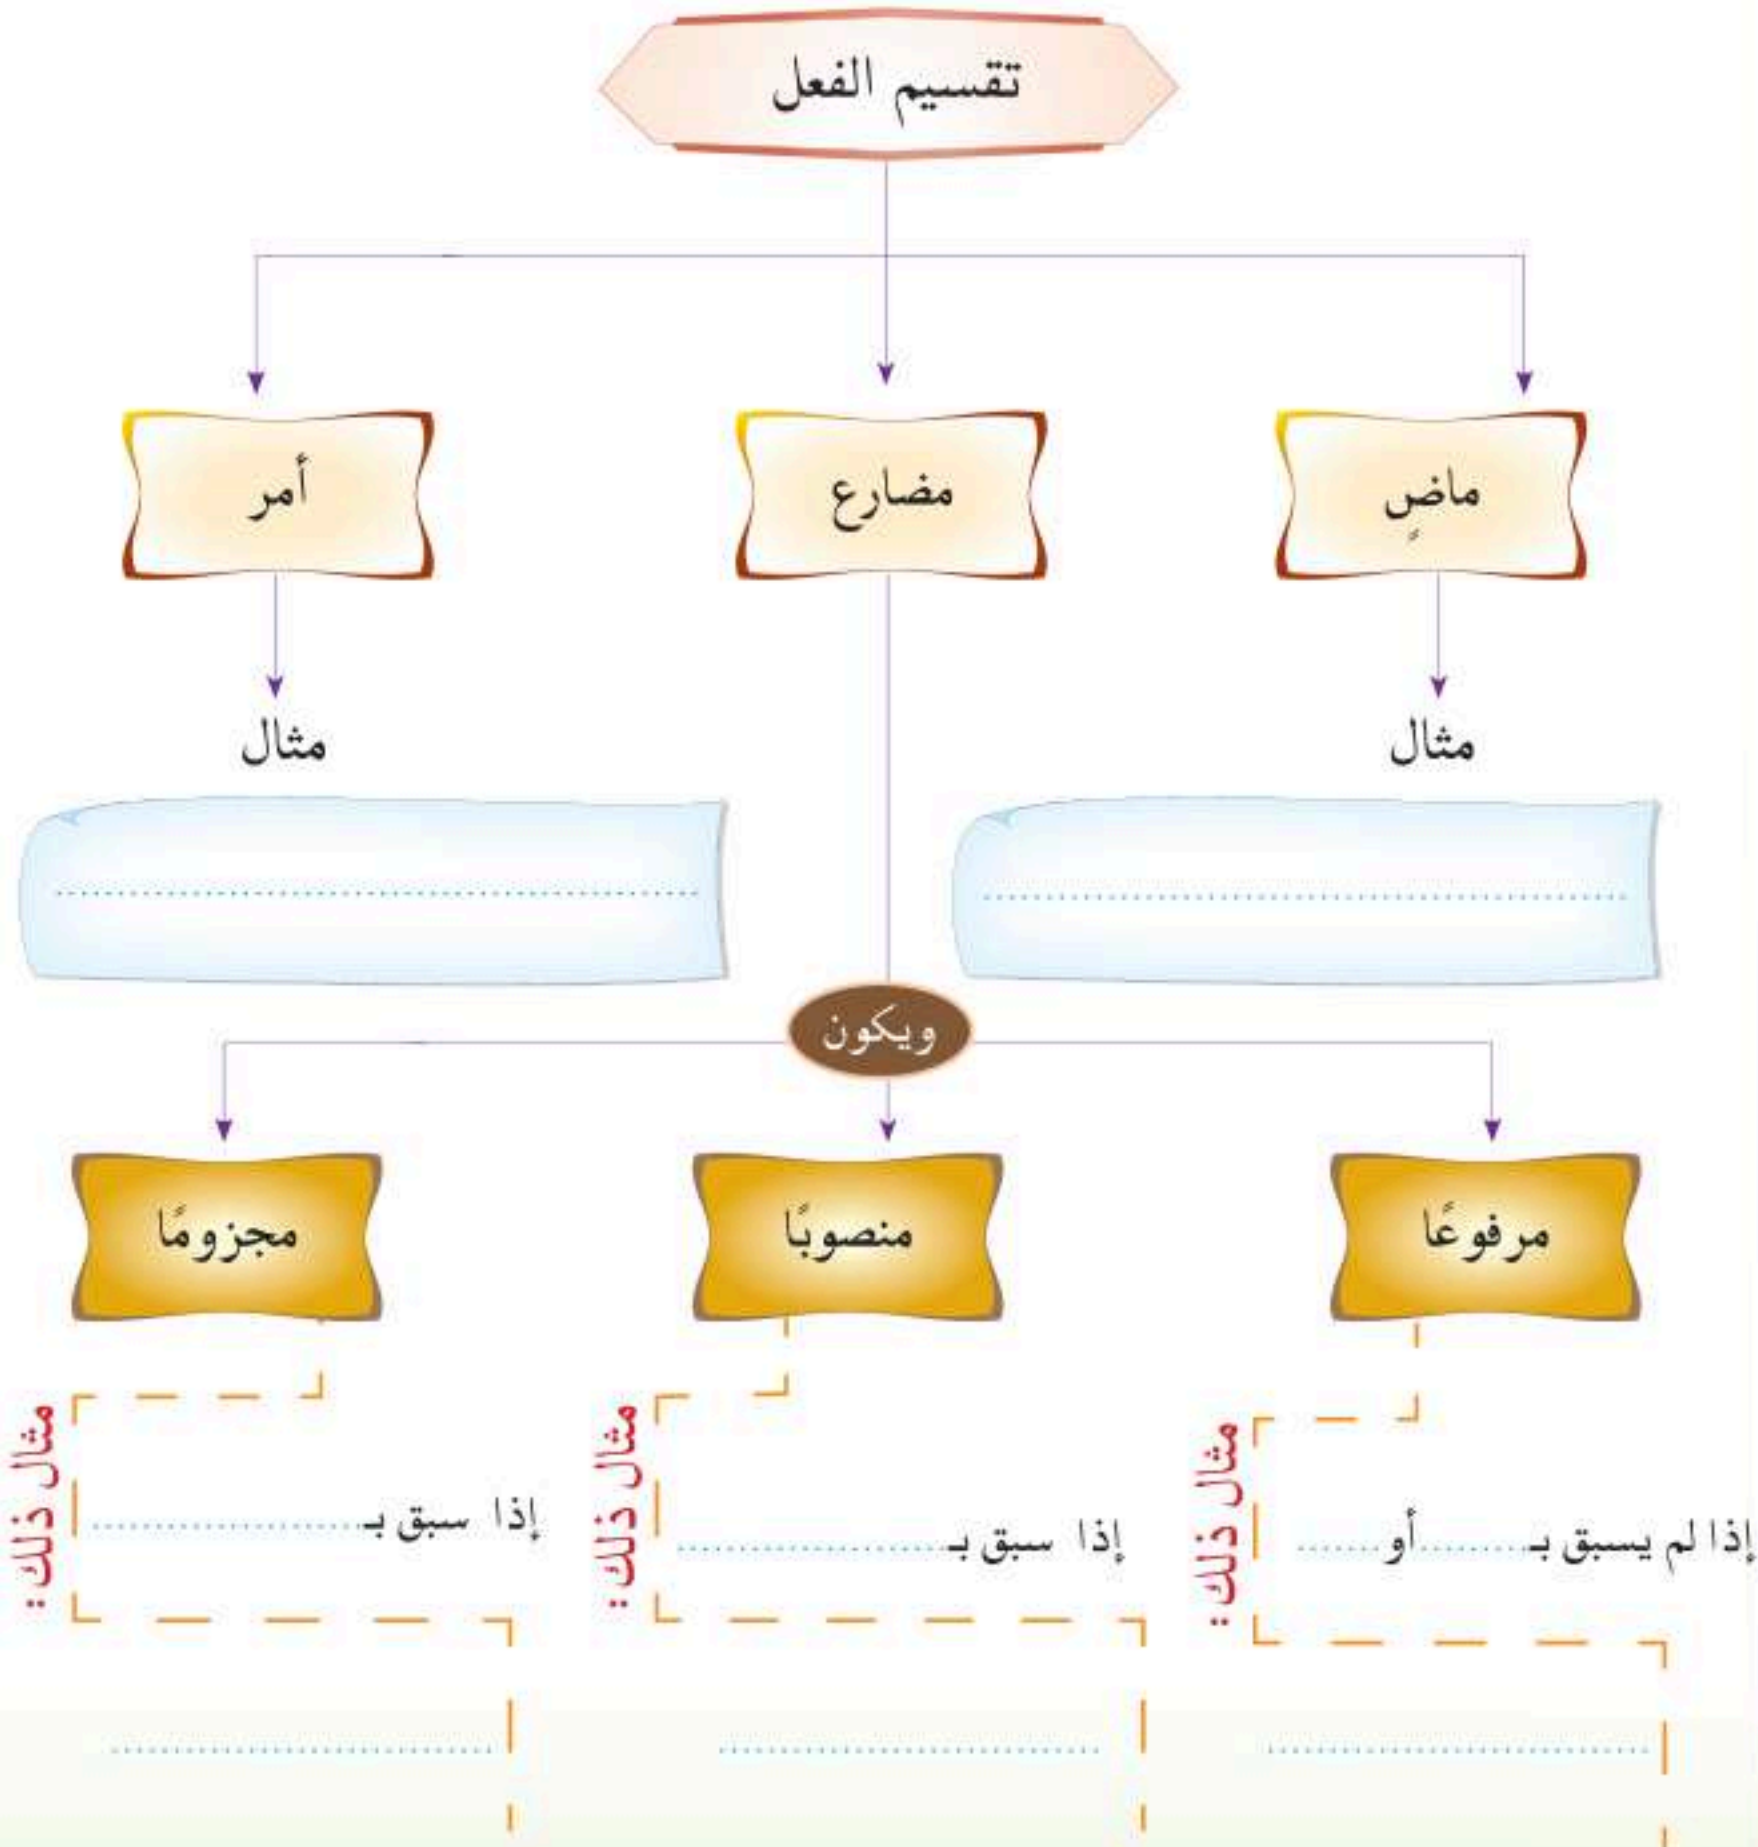 تقسيم الفعل
ماضٍ
مضارع
أمر
مثال
مثال
ويكون
مرفوعًا
منصوبًا
مجزومًا
إذا لم يسبق بـ.........أو.......
مثال ذلك:
إذا سبق بـ......................
مثال ذلك:
إذا سبق بـ......................
مثال ذلك: